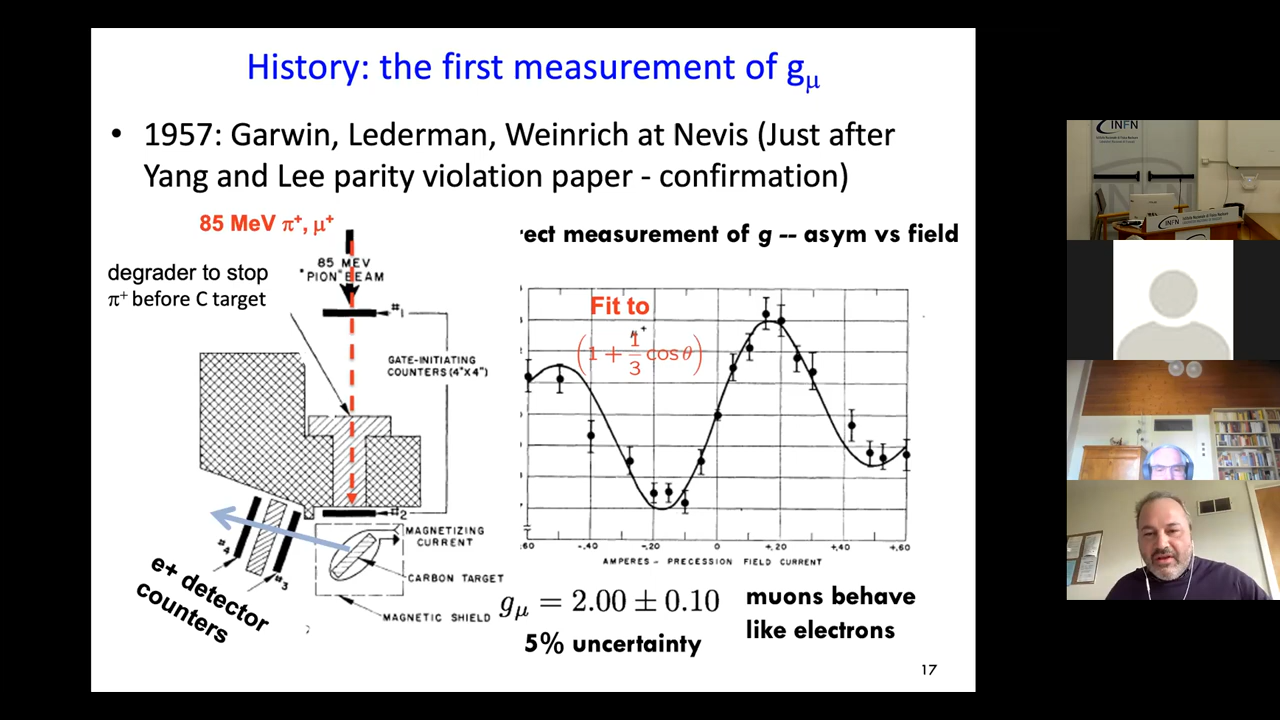 History: the first measurement of gμ
• 1957: Garwin, Lederman, Weinrich at Nevis (Just after
Yang and Lee parity violation paper - confirmation)
85 MeV π+, μ+
rect measurement of g -- asym vs field
degrader to stop
π+ before C target
85 MEV
"PION" BEAM
#1
GATE-INITIATING
COUNTERS (4"X4")
#2
MAGNETIZING
CURRENT
CARBON TARGET
MAGNETIC SHIELD
#4
#3
e+ detector
counters
Fit to
μ+
(1 + 1/3 cos θ)
-.60 -.40 -.20 0 +.20 +.40 +.60
AMPERES - PRECESSION FIELD CURRENT
gμ = 2.00 ± 0.10
5% uncertainty
muons behave
like electrons
17
INFN
INFN